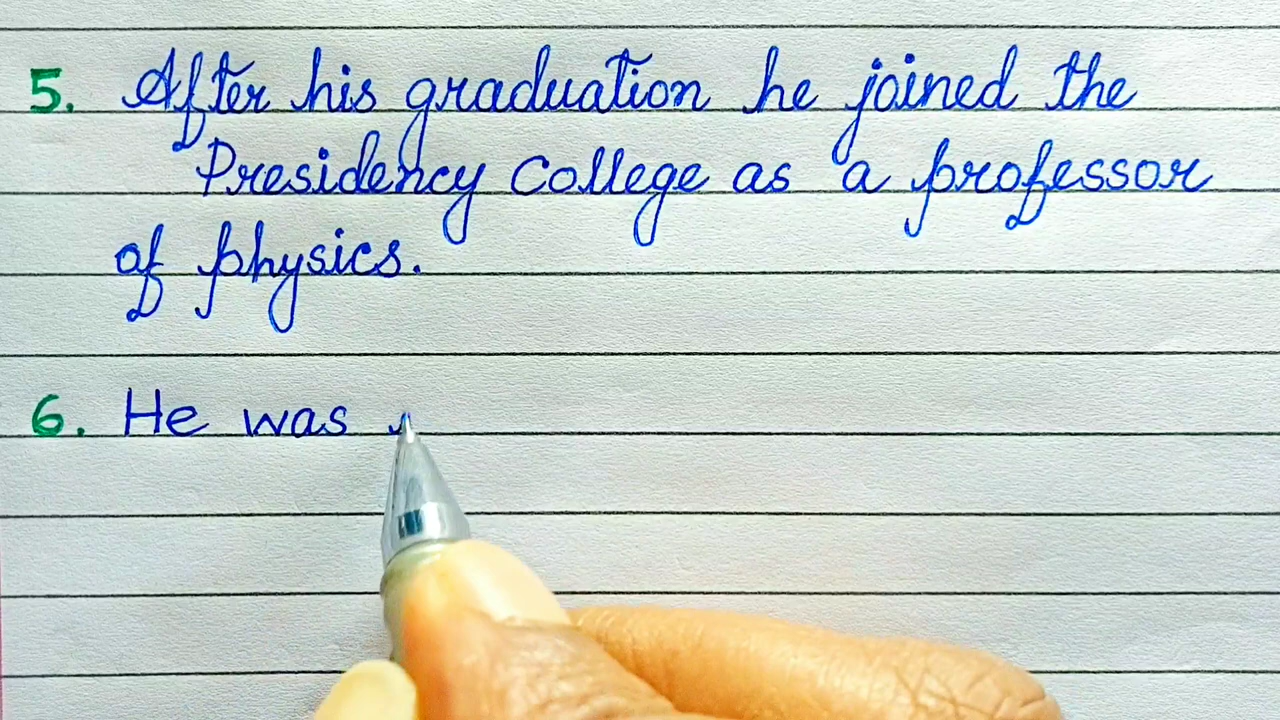 5. After his graduation he joined the
Presidency College as a professor
of physics.
6. He was